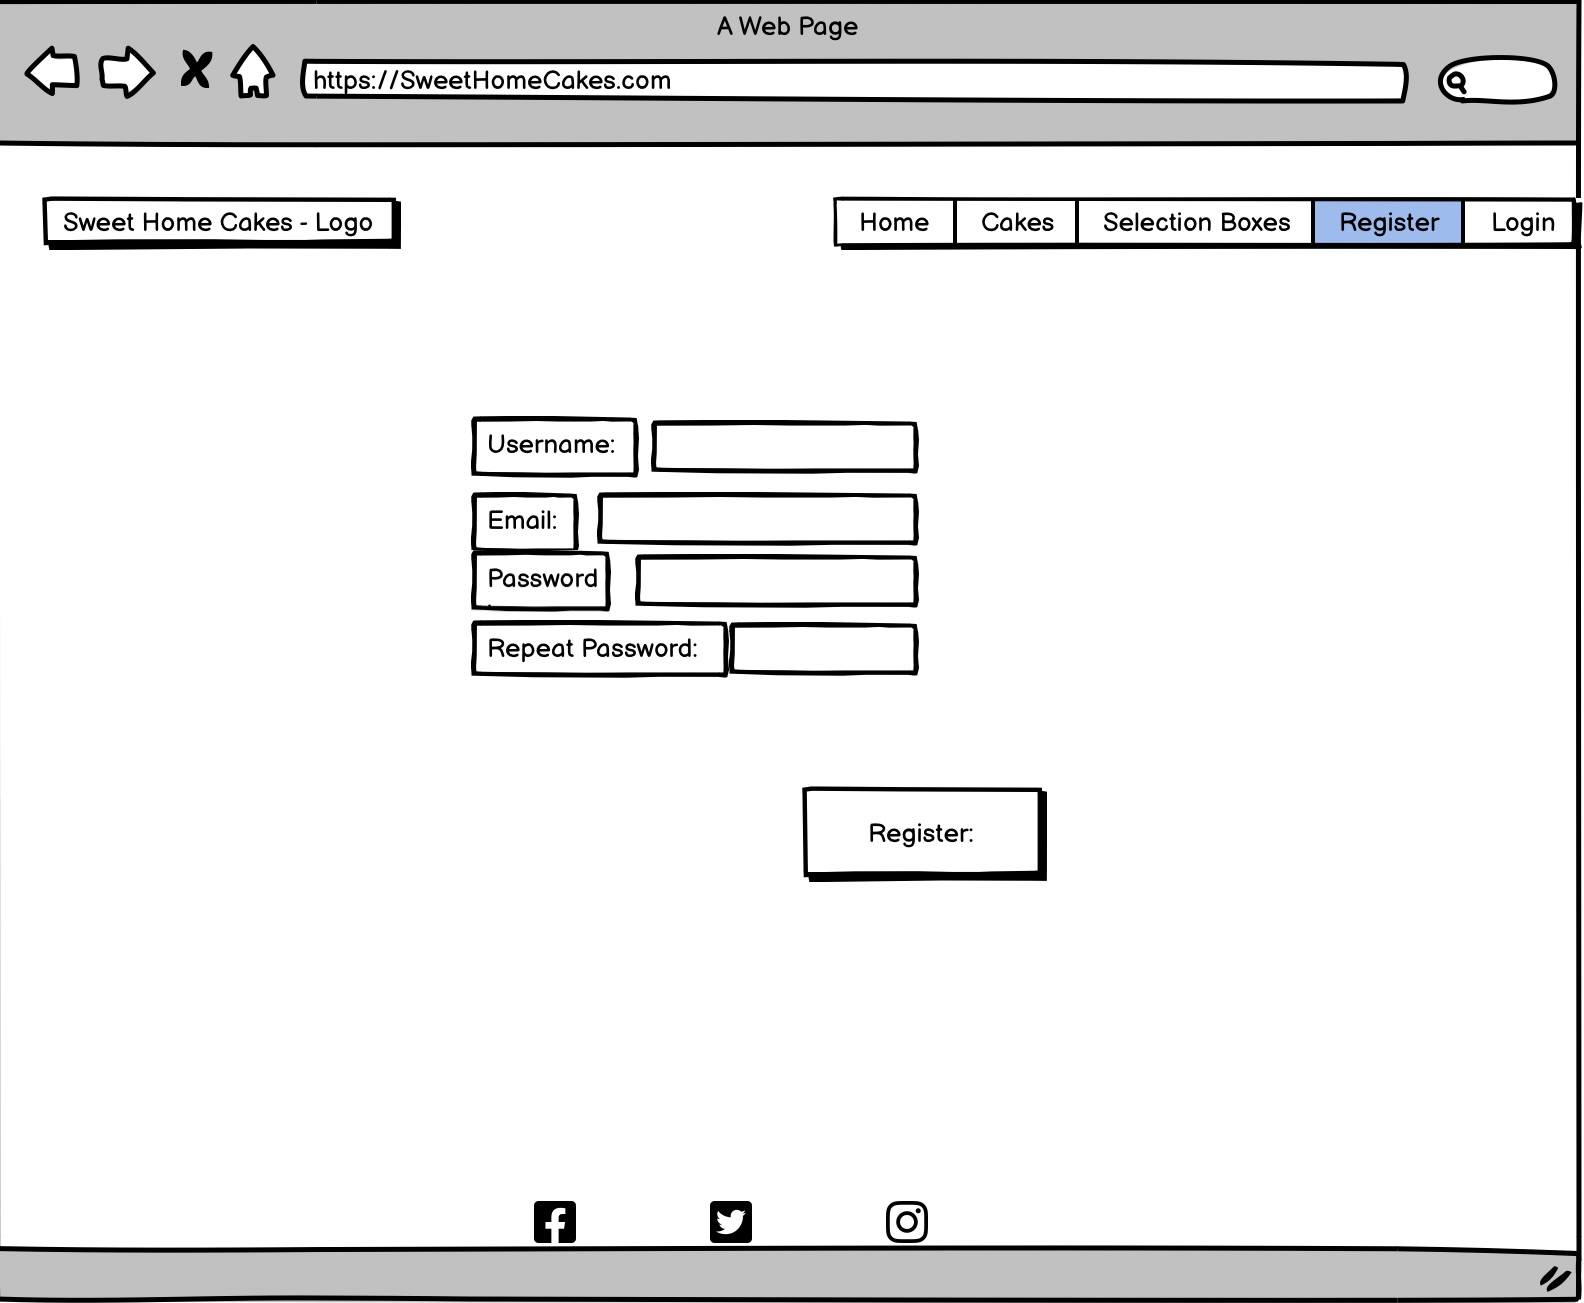 A Web Page
https://SweetHomeCakes.com
Sweet Home Cakes - Logo
Home Cakes Selection Boxes Register Login
Username:
Email:
Password
Repeat Password:
Register: